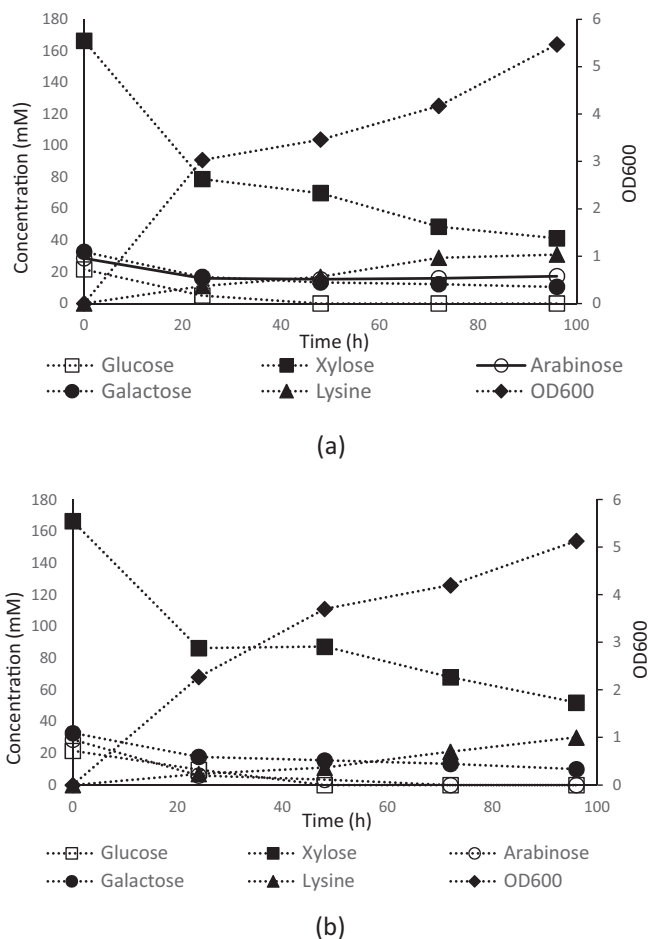 180
160
140
120
100
80
60
40
20
0
Concentration (mM)
6
5
4
3
2
1
0
OD600
0 20 40 60 80 100
Time (h)
Glucose Xylose Arabinose
Galactose Lysine OD600
(a)
180
160
140
120
100
80
60
40
20
0
Concentration (mM)
6
5
4
3
2
1
0
OD600
0 20 40 60 80 100
Time (h)
Glucose Xylose Arabinose
Galactose Lysine OD600
(b)